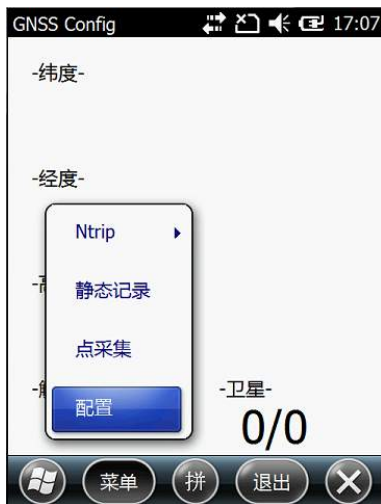 GNSS Config 17:07
-纬度-
-经度-
Ntrip
静态记录
点采集
配置
-卫星-
0/0
菜单 拼 退出